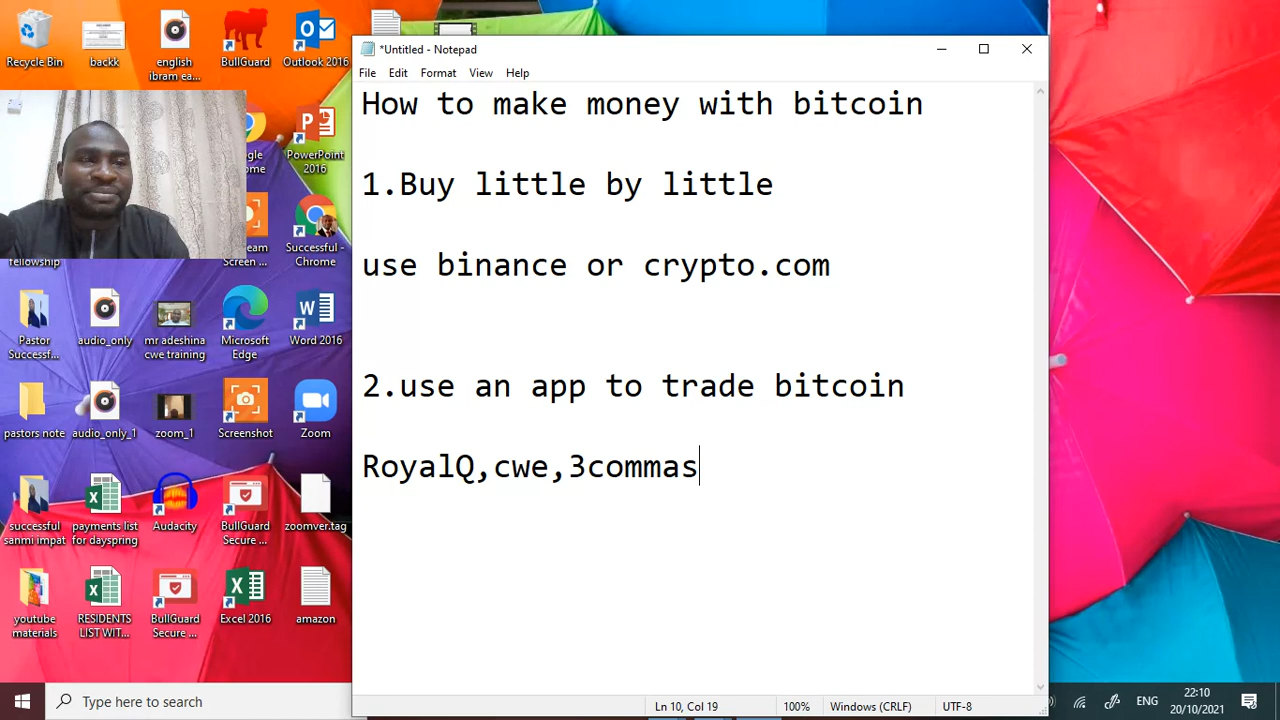 Recycle Bin
backk
english
ibram ea...
BullGuard
Outlook 2016
*Untitled - Notepad
File Edit Format View Help
How to make money with bitcoin
1.Buy little by little
use binance or crypto.com
2.use an app to trade bitcoin
RoyalQ,cwe,3commas
PowerPoint
2016
Screen ...
Successful -
Chrome
fellowship
Pastor
Successf...
audio_only
mr adeshina
cwe training
Microsoft
Edge
Word 2016
pastors note
audio_only_1
zoom_1
Screenshot
Zoom
successful
sanmi impat
payments list
for dayspring
Audacity
BullGuard
Secure ...
zoomver.tag
youtube
materials
RESIDENTS
LIST WIT...
BullGuard
Secure ...
Excel 2016
amazon
Ln 10, Col 19
100%
Windows (CRLF)
UTF-8
Type here to search
ENG
22:10
20/10/2021